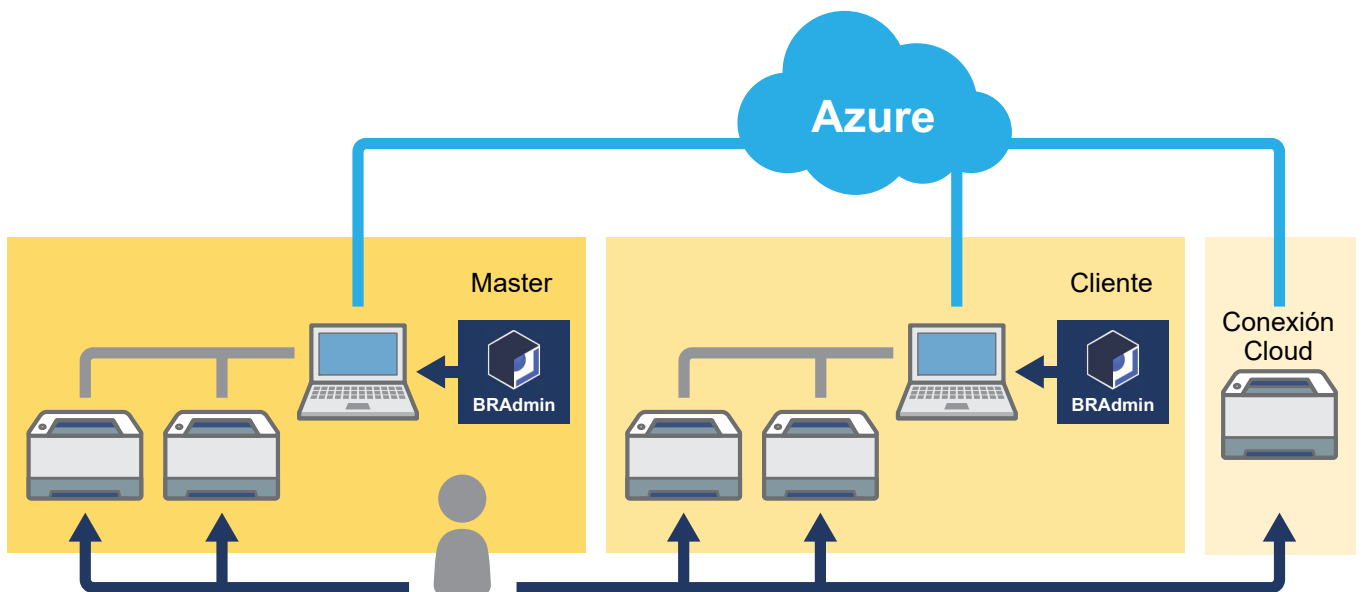 Azure
Master
BRAdmin
Cliente
BRAdmin
Conexión
Cloud